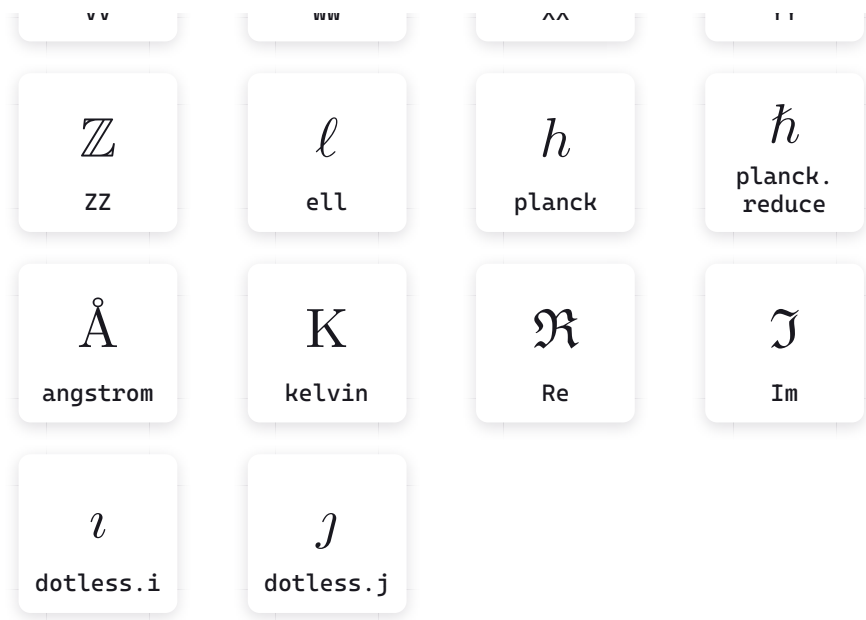 ℤ ℓ ℎ ℏ
ZZ ell planck planck.
reduce
Å K ℜ ℑ
angstrom kelvin Re Im
ı ȷ
dotless.i dotless.j